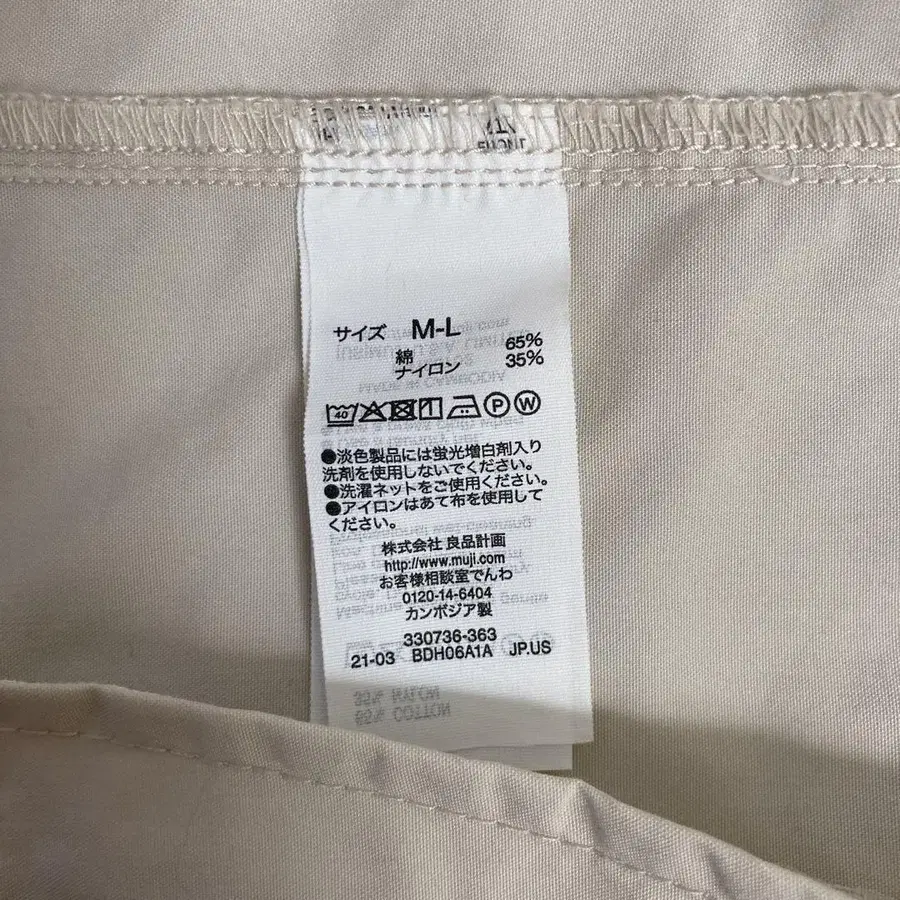 サイズ M-L
綿 65%
ナイロン 35%
40 P W
●淡色製品には蛍光増白剤入り
洗剤を使用しないでください。
●洗濯ネットをご使用ください。
●アイロンはあて布を使用して
ください。
株式会社 良品計画
http://www.muji.com
お客様相談室でんわ
0120-14-6404
カンボジア製
330736-363
21-03 BDH06A1A JP.US
35% NYLON
65% COTTON